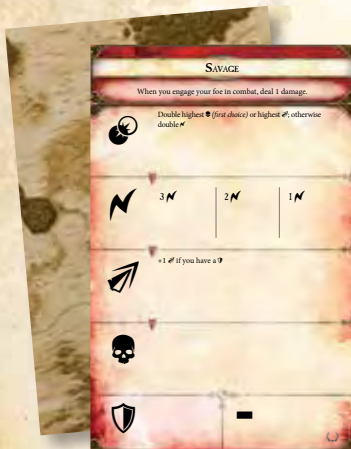 SAVAGE
When you engage your foe in combat, deal 1 damage.
Double highest (first choice) or highest ; otherwise
double
3 2 1
+1 if you have a